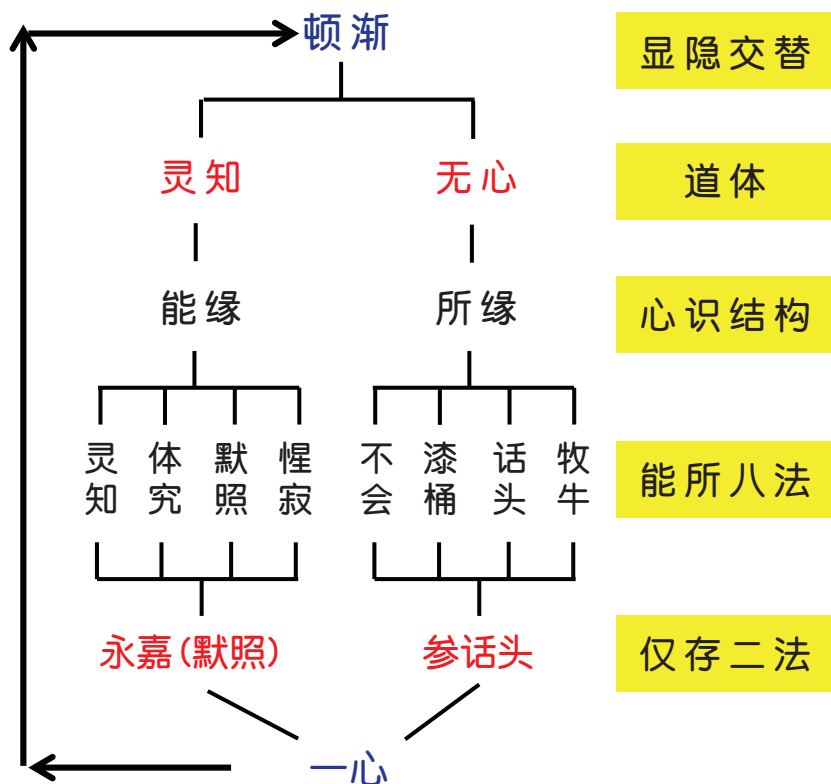 顿渐
显隐交替
灵知
无心
道体
能缘
所缘
心识结构
灵知
体究
默照
惺寂
不会
漆桶
话头
牧牛
能所八法
永嘉(默照)
参话头
仅存二法
一心